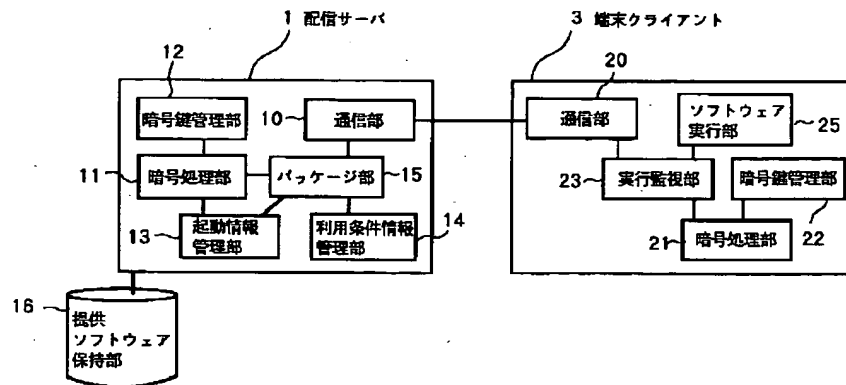 1 配信サーバ
3 端末クライアント
12
20
暗号鍵管理部
10
通信部
通信部
ソフトウェア
実行部
25
11
暗号処理部
パッケージ部
15
23
実行監視部
暗号鍵管理部
13
起動情報
管理部
利用条件情報
管理部
14
21
暗号処理部
22
16
提供
ソフトウェア
保持部